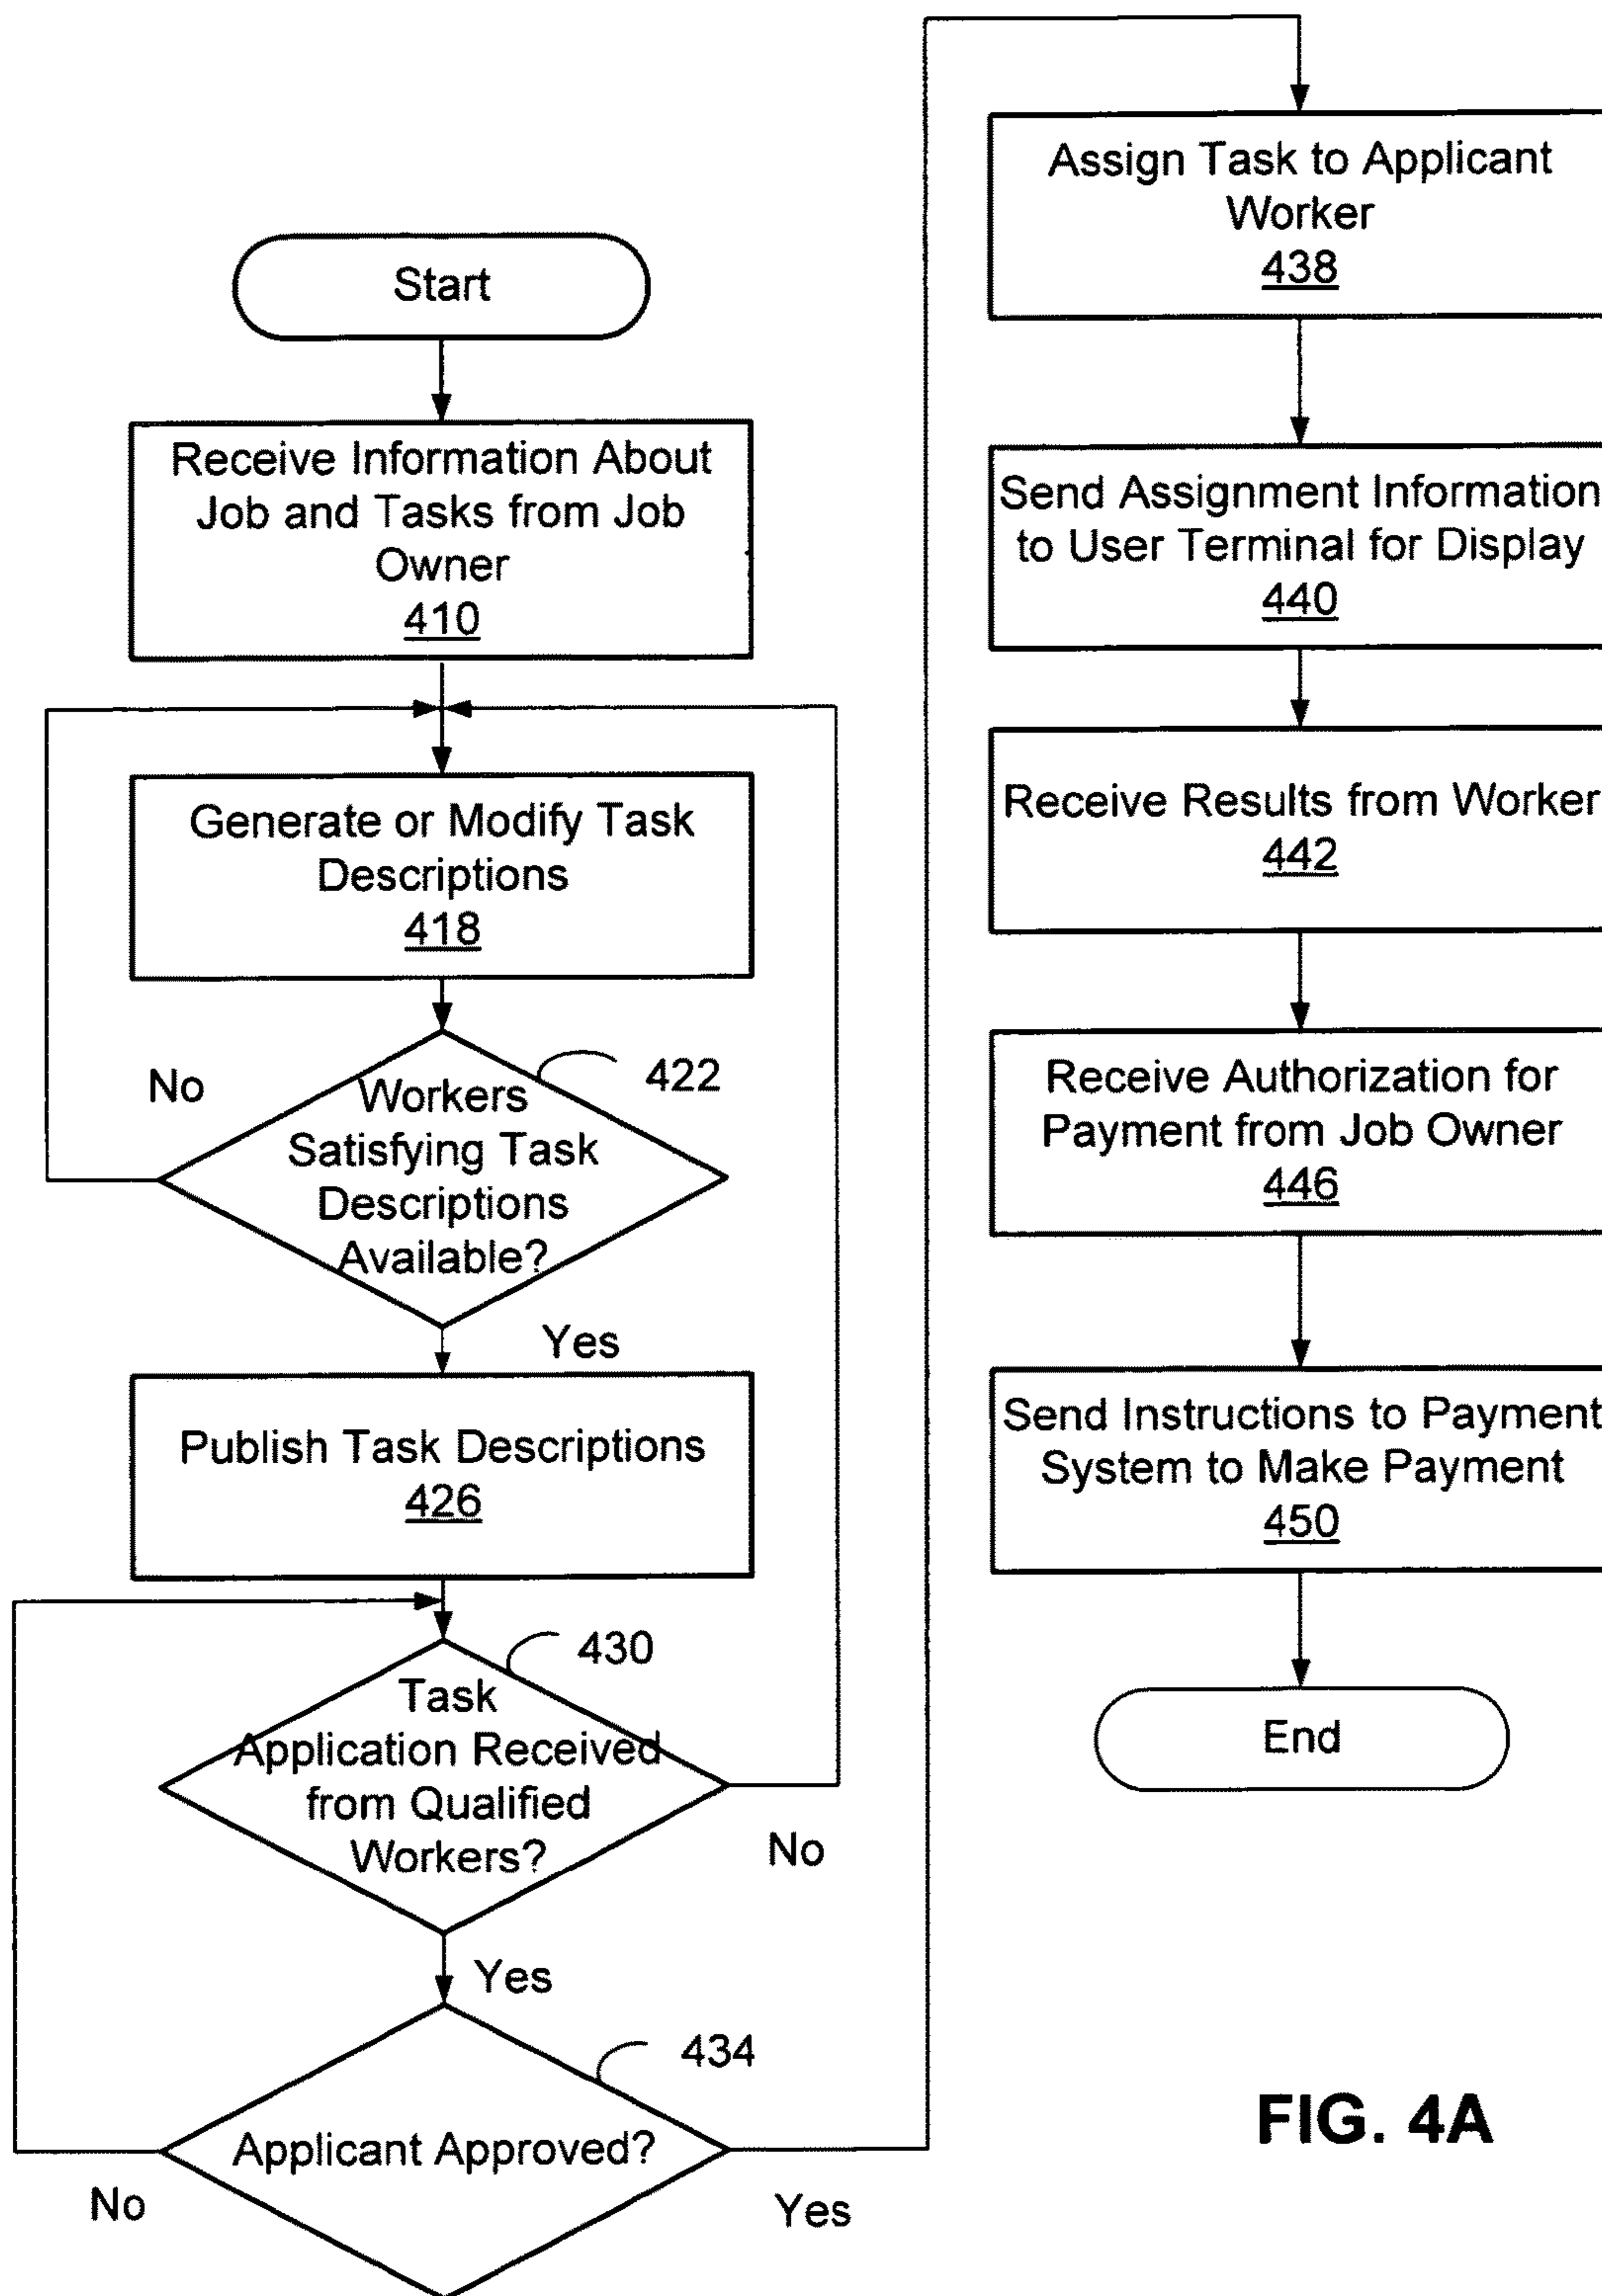 Start
Receive Information About
Job and Tasks from Job
Owner
410
Generate or Modify Task
Descriptions
418
No
422
Workers
Satisfying Task
Descriptions
Available?
Yes
Publish Task Descriptions
426
430
Task
Application Received
from Qualified
Workers?
No
Yes
434
Applicant Approved?
No
Yes
Assign Task to Applicant
Worker
438
Send Assignment Information
to User Terminal for Display
440
Receive Results from Worker
442
Receive Authorization for
Payment from Job Owner
446
Send Instructions to Payment
System to Make Payment
450
End
FIG. 4A